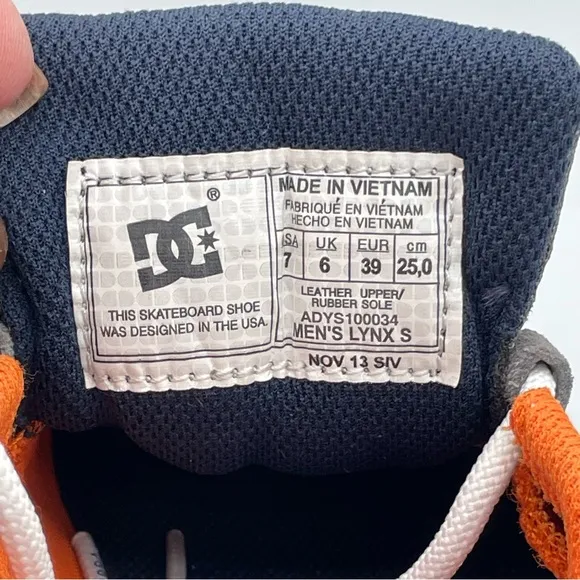 DC®
THIS SKATEBOARD SHOE
WAS DESIGNED IN THE USA.
MADE IN VIETNAM
FABRIQUÉ EN VIÉTNAM
HECHO EN VIETNAM
USA UK EUR cm
7 6 39 25,0
LEATHER UPPER/
RUBBER SOLE
ADYS100034
MEN'S LYNX S
NOV 13 SIV